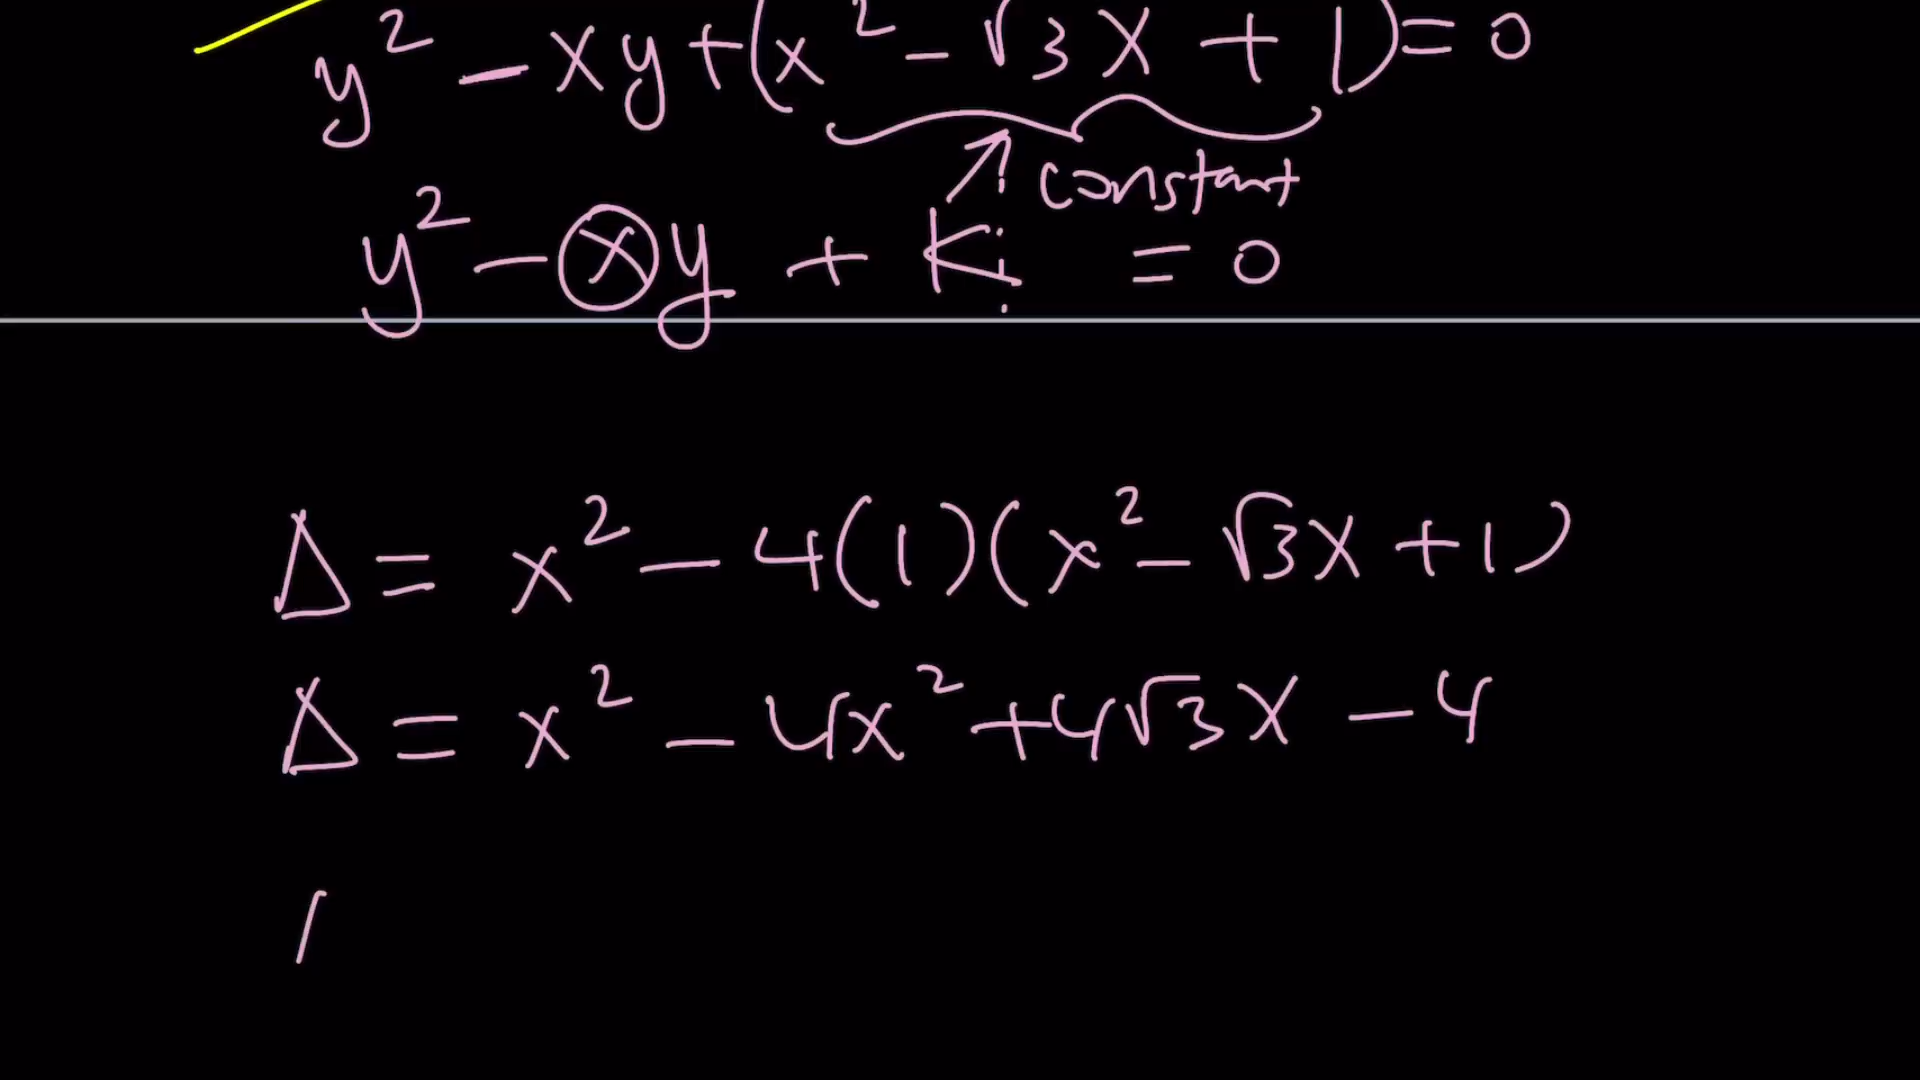 y² - xy + (x² - √3x + 1) = 0
constant
y² - xy + K = 0
Δ = x² - 4(1)(x² - √3x + 1)
Δ = x² - 4x² + 4√3x - 4